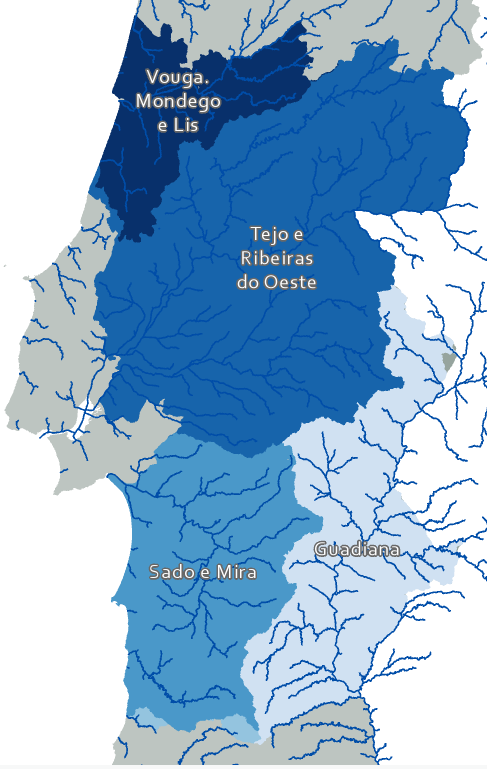 Vouga.
Mondego
e Lis
Tejo e
Ribeiras
do Oeste
Guadiana
Sado e Mira